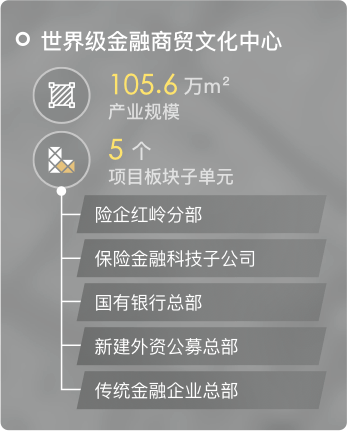 世界级金融商贸文化中心
105.6 万m²
产业规模
5 个
项目板块子单元
险企红岭分部
保险金融科技子公司
国有银行总部
新建外资公募总部
传统金融企业总部